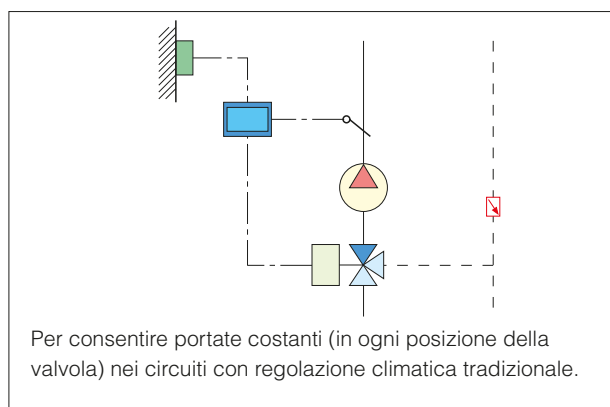 Per consentire portate costanti (in ogni posizione della
valvola) nei circuiti con regolazione climatica tradizionale.